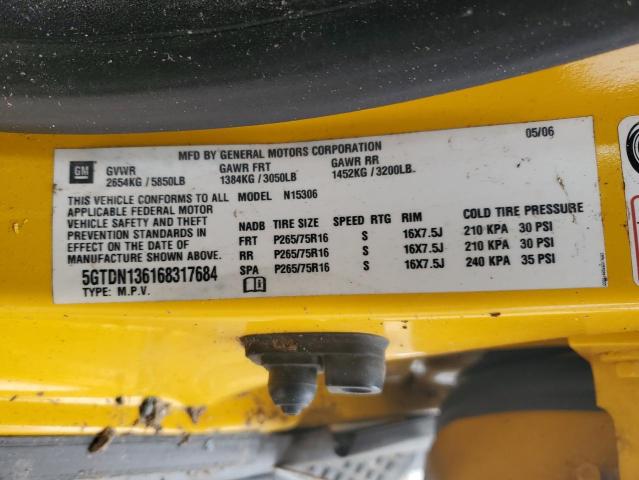 MFD BY GENERAL MOTORS CORPORATION 05/06
GM GVWR GAWR FRT GAWR RR
2654KG / 5850LB 1384KG / 3050LB 1452KG / 3200LB
THIS VEHICLE CONFORMS TO ALL MODEL N15306
APPLICABLE FEDERAL MOTOR
VEHICLE SAFETY AND THEFT
PREVENTION STANDARDS IN
EFFECT ON THE DATE OF
MANUFACTURE SHOWN ABOVE.
5GTDN136168317684
TYPE: M.P.V.
NADB TIRE SIZE SPEED RTG RIM COLD TIRE PRESSURE
FRT P265/75R16 S 16X7.5J 210 KPA 30 PSI
RR P265/75R16 S 16X7.5J 210 KPA 30 PSI
SPA P265/75R16 S 16X7.5J 240 KPA 35 PSI